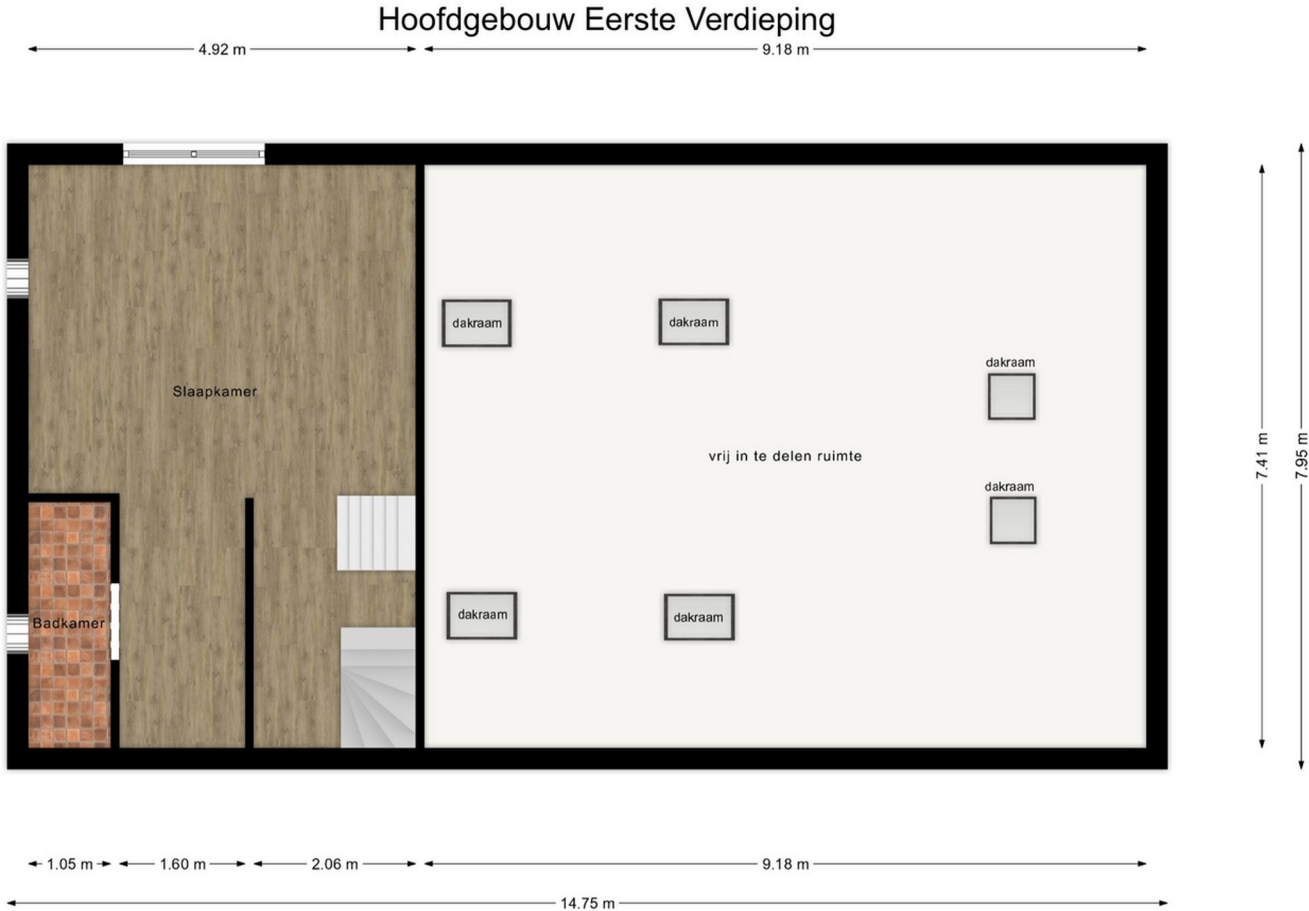 Hoofdgebouw Eerste Verdieping
4.92 m
9.18 m
dakraam
dakraam
dakraam
Slaapkamer
7.41 m
7.95 m
vrij in te delen ruimte
dakraam
dakraam
dakraam
Badkamer
1.05 m
1.60 m
2.06 m
9.18 m
14.75 m